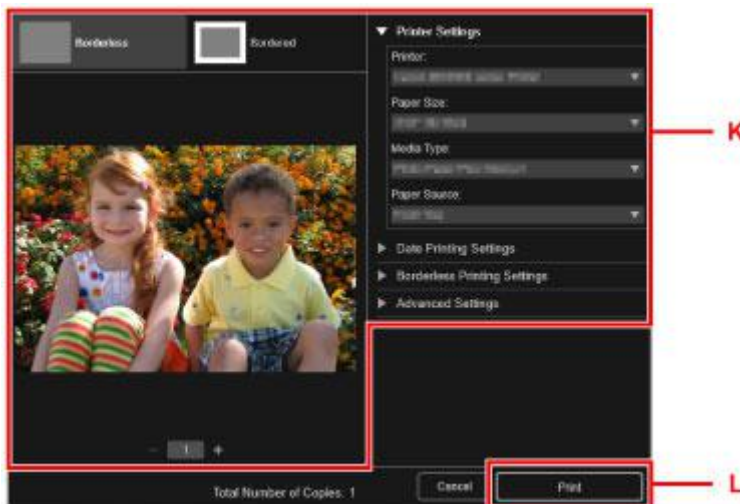 Borderless
Bordered
Printer Settings
Printer:
Paper Size:
K
Media Type:
Paper Source:
Date Printing Settings
Borderless Printing Settings
Advanced Settings
- 1 +
Total Number of Copies: 1
Cancel
Print
L